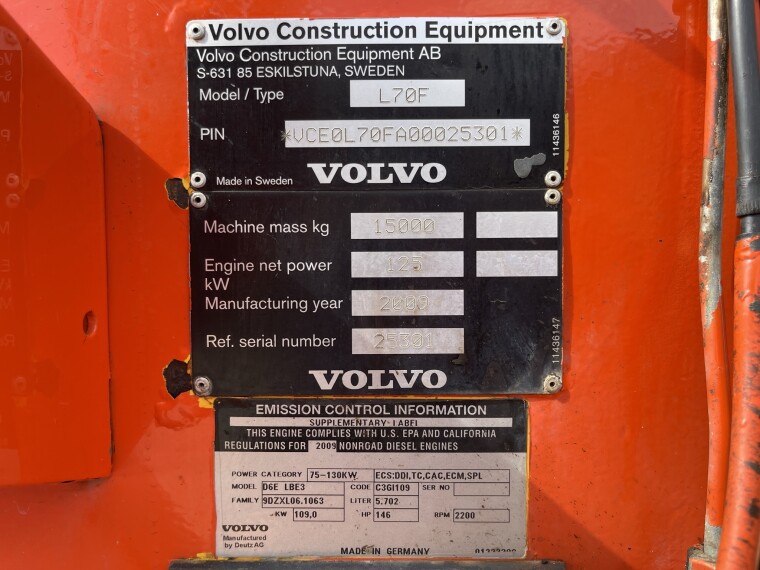 Volvo Construction Equipment
Volvo Construction Equipment AB
S-631 85 ESKILSTUNA, SWEDEN
Model / Type L70F
PIN *VCE0L70FA00025301*
11436146
Made in Sweden VOLVO
Machine mass kg 15000
Engine net power 125
kW
Manufacturing year 2009
Ref. serial number 25301
11436147
VOLVO
EMISSION CONTROL INFORMATION
SUPPLEMENTARY LABEL
THIS ENGINE COMPLIES WITH U.S. EPA AND CALIFORNIA
REGULATIONS FOR 2009 NONROAD DIESEL ENGINES
POWER CATEGORY 75-130KW ECS:DDI,TC,CAC,ECM,SPL
MODEL D6E LBE3 CODE C3GI109 SER NO
FAMILY 9DZXL06.1063 LITER 5.702
KW 109,0 HP 146 RPM 2200
VOLVO
Manufactured
by Deutz AG
MADE IN GERMANY